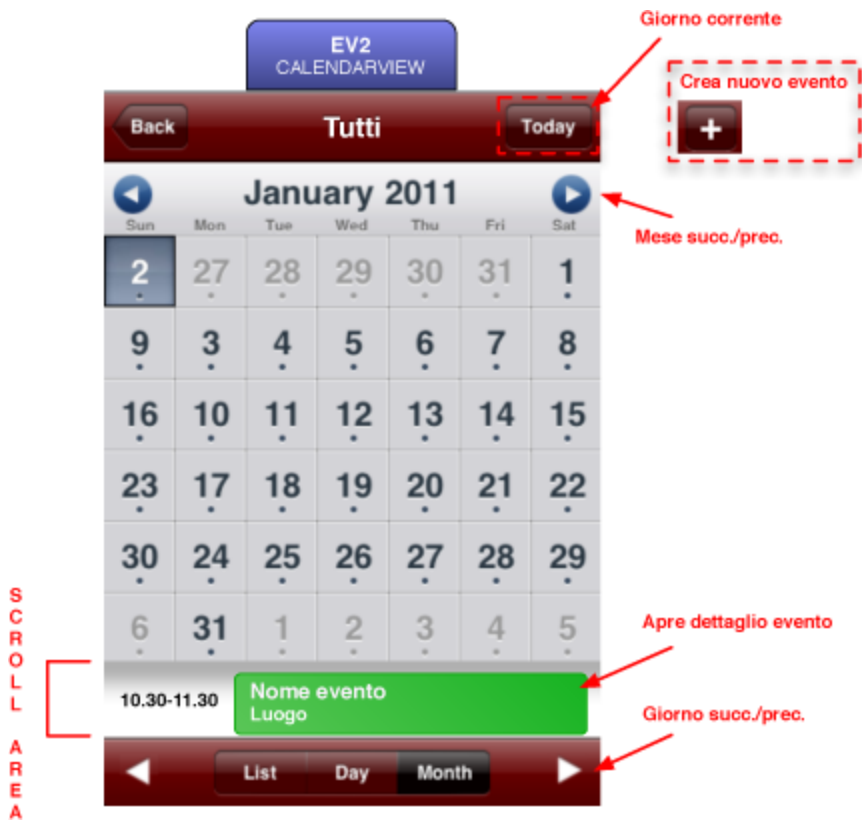 Giorno corrente
EV2
CALENDARVIEW
Crea nuovo evento
Back
Tutti
Today
+
January 2011
Mese succ./prec.
Sun Mon Tue Wed Thu Fri Sat
2 27 28 29 30 31 1
9 3 4 5 6 7 8
16 10 11 12 13 14 15
23 17 18 19 20 21 22
30 24 25 26 27 28 29
6 31 1 2 3 4 5
Apre dettaglio evento
SCROLL AREA
10.30-11.30
Nome evento
Luogo
Giorno succ./prec.
List Day Month